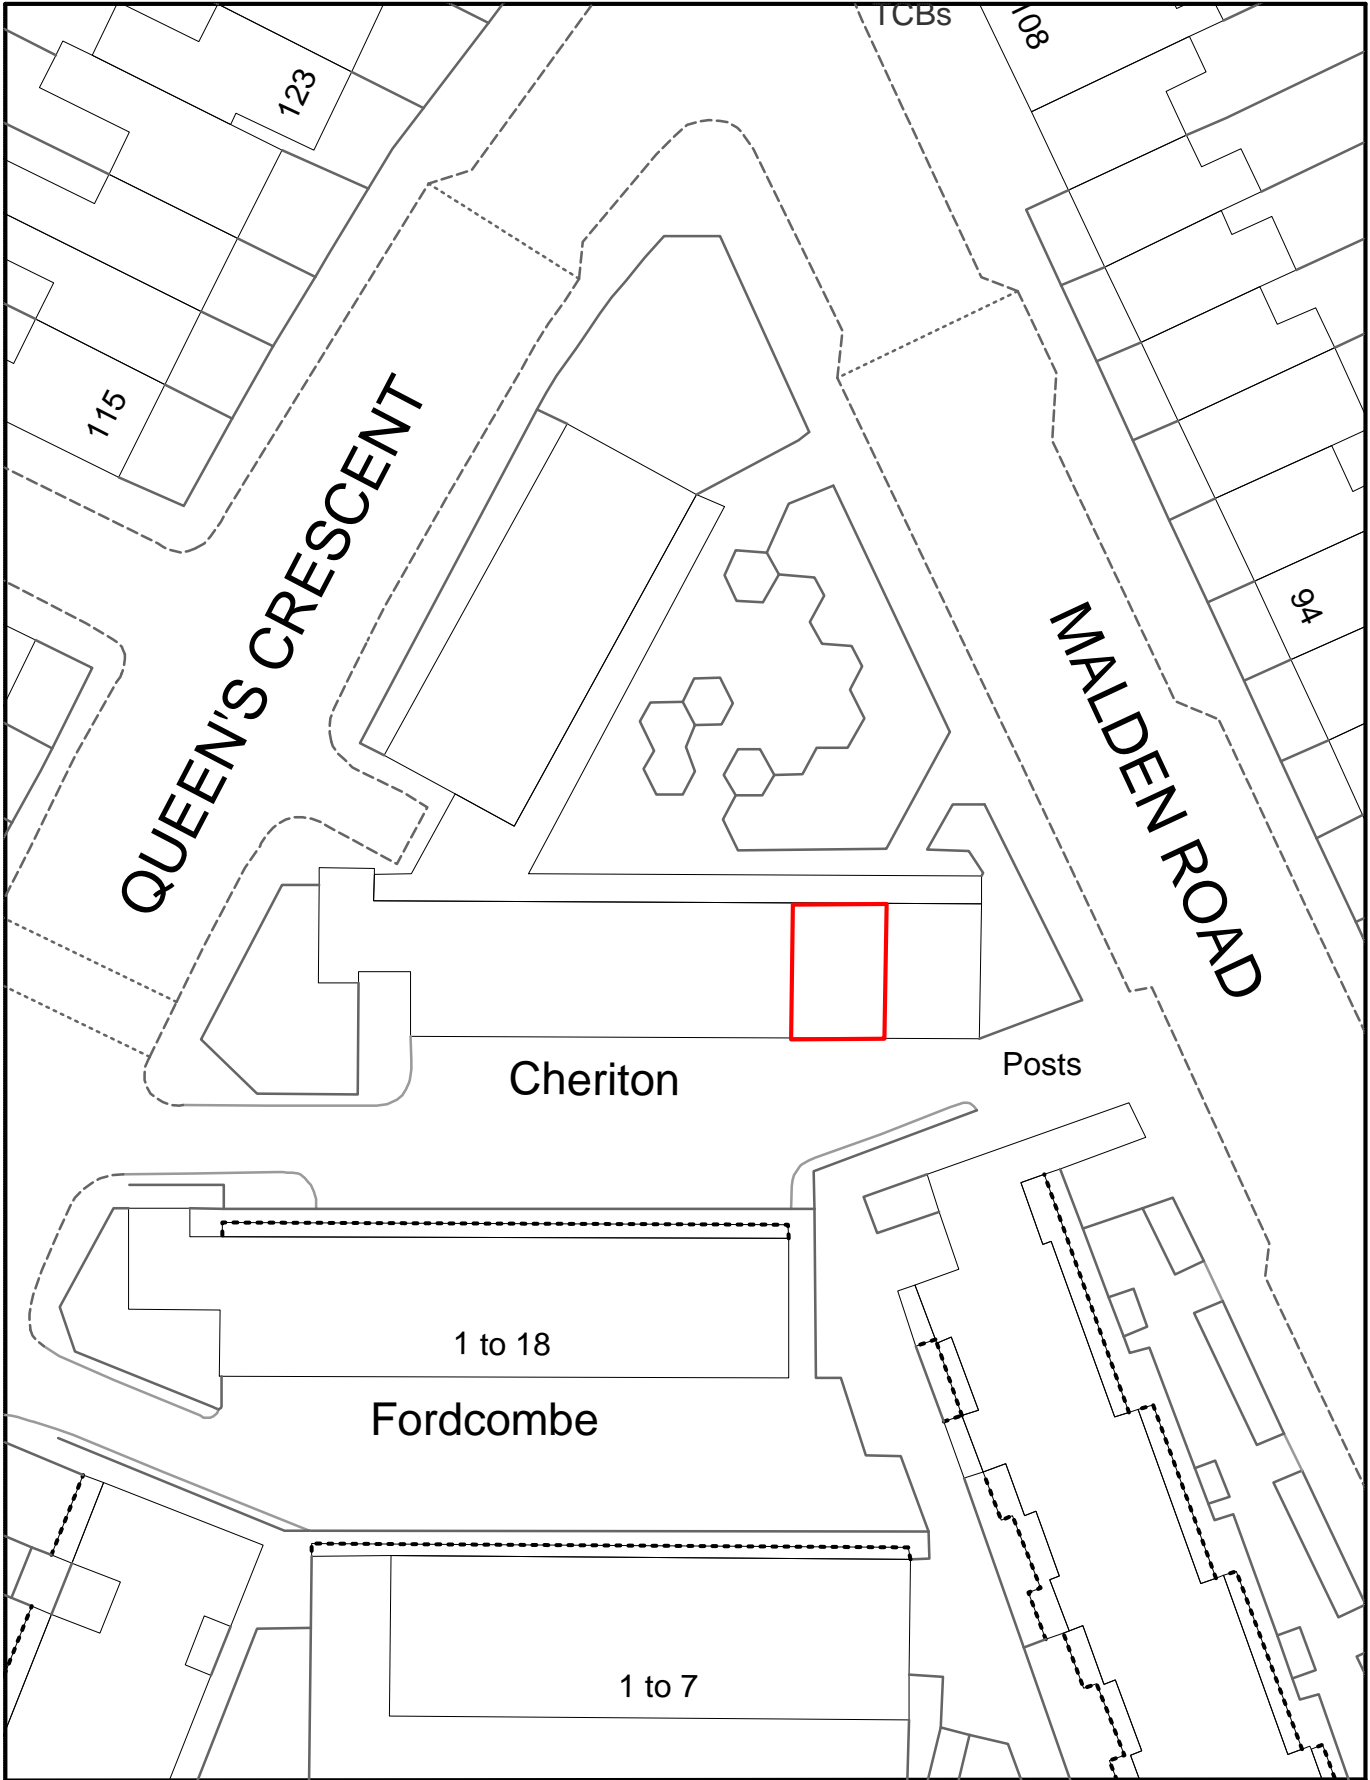 TCBs
108
123
115
QUEEN'S CRESCENT
94
MALDEN ROAD
Posts
Cheriton
1 to 18
Fordcombe
1 to 7